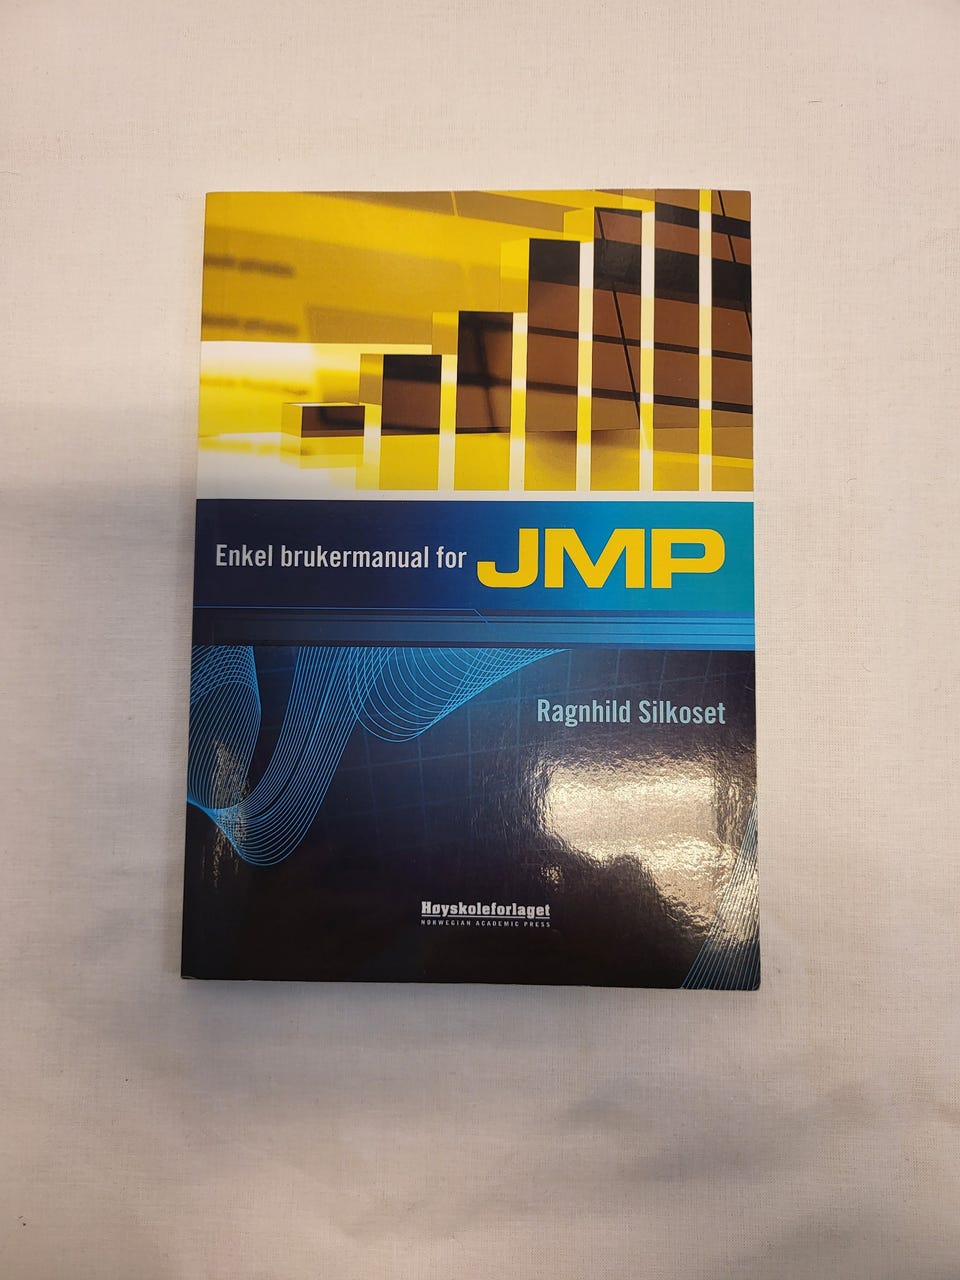 Enkel brukermanual for JMP
Ragnhild Silkoset
Høyskoleforlaget
NORWEGIAN ACADEMIC PRESS